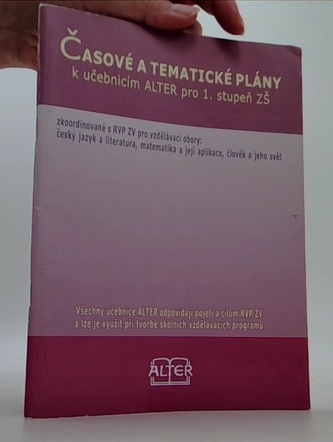 ČASOVÉ A TEMATICKÉ PLÁNY
k učebnicím ALTER pro 1. stupeň ZŠ
zkoordinované s RVP ZV pro vzdělávací obory:
český jazyk a literatura, matematika a její aplikace, člověk a jeho svět
Všechny učebnice ALTER odpovídají pojetí a cílům RVP ZV
a lze je využít při tvorbě školních vzdělávacích programů
ALTER